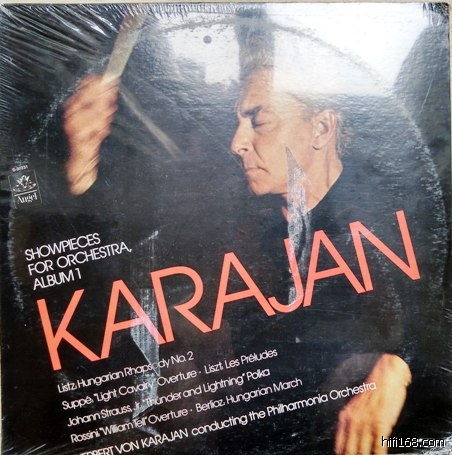 Angel
SHOWPIECES
FOR ORCHESTRA,
ALBUM 1
KARAJAN
Liszt: Hungarian Rhapsody No. 2
Suppé: "Light Cavalry" Overture · Liszt: Les Préludes
Johann Strauss, Jr.: "Thunder and Lightning" Polka
Rossini: "William Tell" Overture · Berlioz: Hungarian March
HERBERT VON KARAJAN conducting the Philharmonia Orchestra
hifi168.com